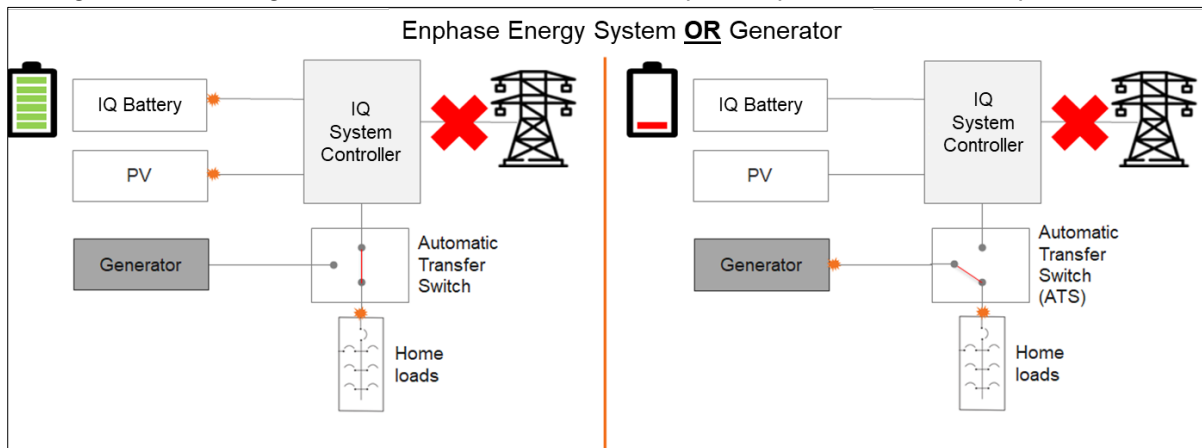 Enphase Energy System OR Generator
IQ Battery
IQ
System
Controller
PV
Generator
Automatic
Transfer
Switch
Home
loads
IQ Battery
IQ
System
Controller
PV
Generator
Automatic
Transfer
Switch
(ATS)
Home
loads